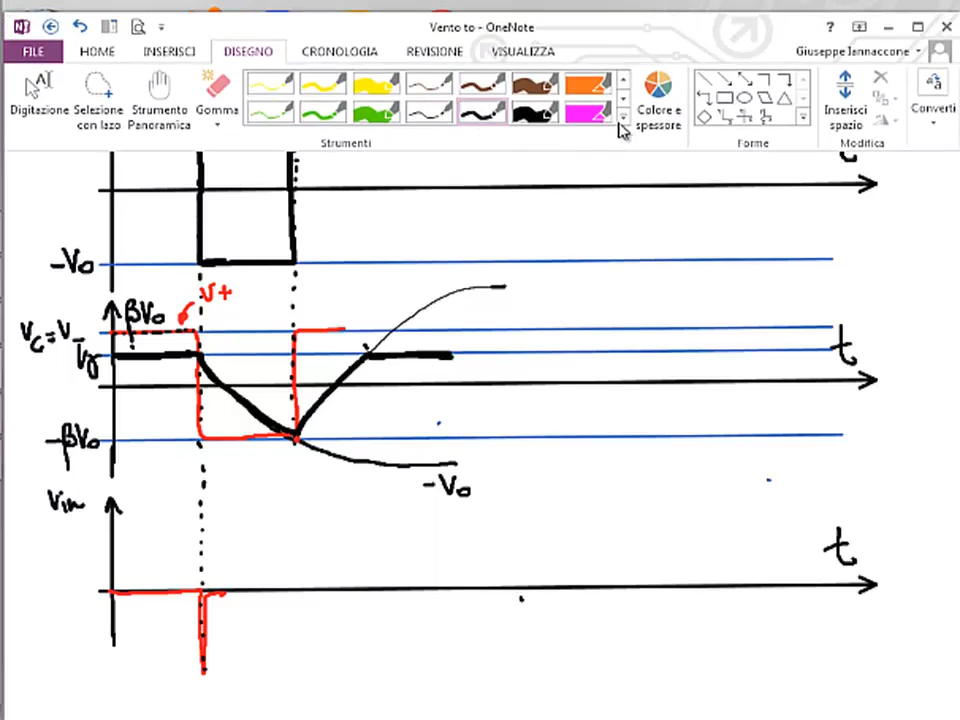 Vento to - OneNote
?
FILE HOME INSERISCI DISEGNO CRONOLOGIA REVISIONE VISUALIZZA
Giuseppe Iannaccone
Digitazione
Selezione con lazo
Strumento Panoramica
Gomma
Colore e spessore
Inserisci spazio
Converti
Strumenti
Forme
Modifica
-Vo
V+
βVo
Vc=V-
Vγ
t
-βVo
-Vo
Vin
t